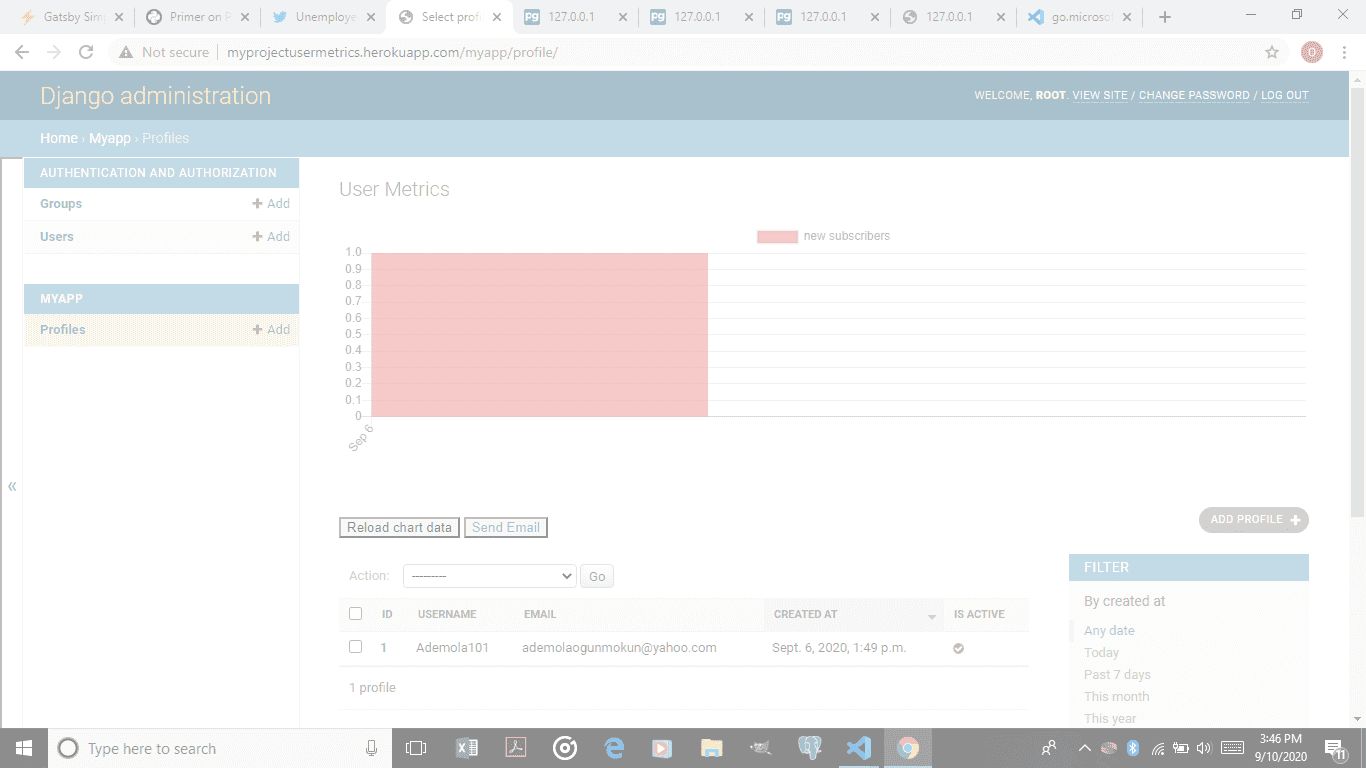 Gatsby Sim Primer on P Unemploye Select profi 127.0.0.1 127.0.0.1 127.0.0.1 127.0.0.1 go.microsof
Not secure myprojectusermetrics.herokuapp.com/myapp/profile/ D
Django administration
WELCOME, ROOT. VIEW SITE / CHANGE PASSWORD / LOG OUT
Home › Myapp › Profiles
AUTHENTICATION AND AUTHORIZATION
Groups + Add
Users + Add
MYAPP
Profiles + Add
«
User Metrics
new subscribers
1.0
0.9
0.8
0.7
0.6
0.5
0.4
0.3
0.2
0.1
0
Sep 6
Reload chart data Send Email
ADD PROFILE +
Action: --------- Go
ID USERNAME EMAIL CREATED AT IS ACTIVE
1 Ademola101 ademolaogunmokun@yahoo.com Sept. 6, 2020, 1:49 p.m.
1 profile
FILTER
By created at
Any date
Today
Past 7 days
This month
This year
Type here to search
3:46 PM
9/10/2020
11